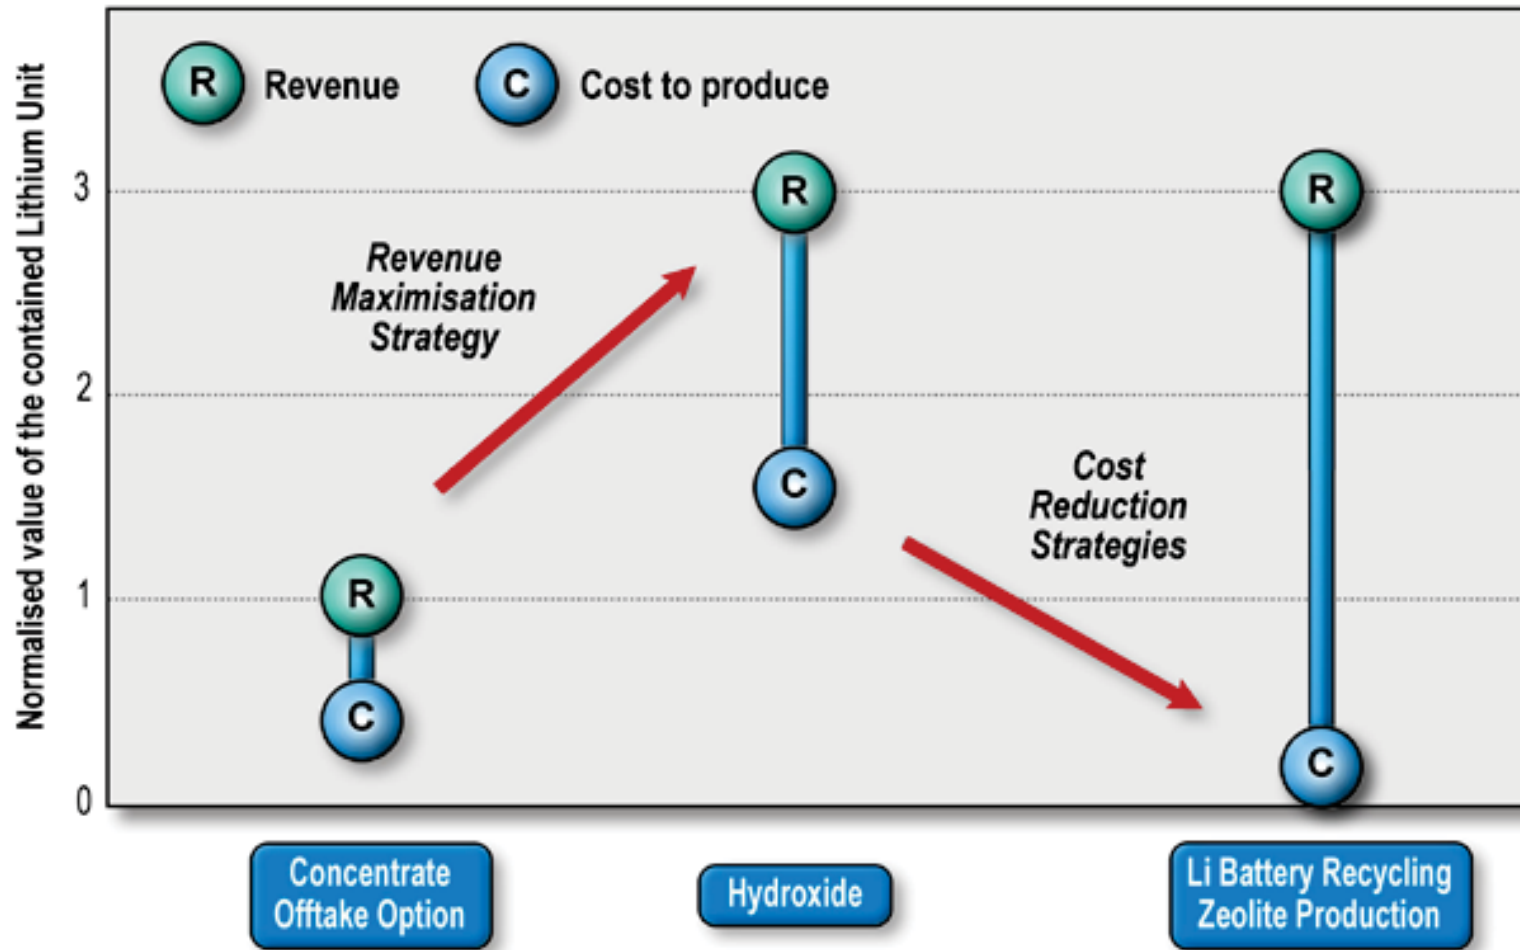 Normalised value of the contained Lithium Unit
R Revenue C Cost to produce
3
2
1
0
R
R
Revenue
Maximisation
Strategy
C
Cost
Reduction
Strategies
R
C
C
Concentrate
Offtake Option
Hydroxide
Li Battery Recycling
Zeolite Production